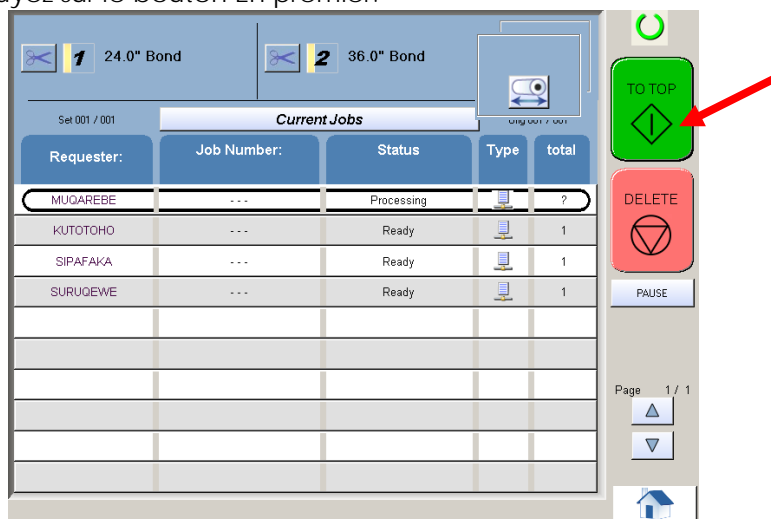 1 24.0" Bond
2 36.0" Bond
TO TOP
Set 001 / 001
Current Jobs
Requester:
Job Number:
Status
Type
total
MUQAREBE - - - Processing ?
KUTOTOHO - - - Ready 1
SIPAFAKA - - - Ready 1
SURUQEWE - - - Ready 1
DELETE
PAUSE
Page 1 / 1